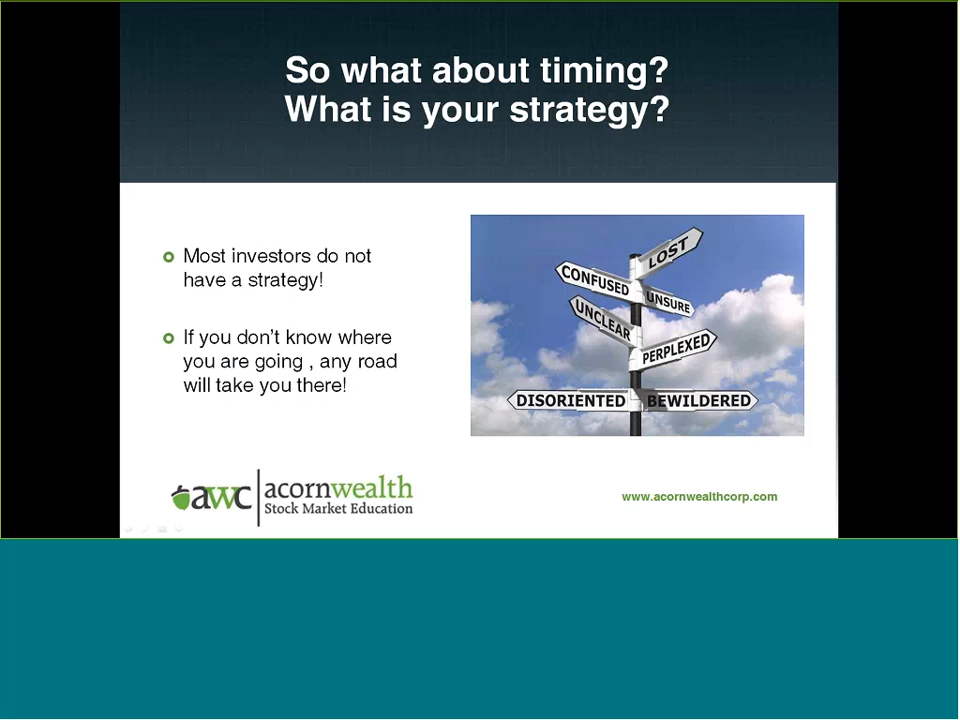 So what about timing?
What is your strategy?
Most investors do not
have a strategy!
If you don't know where
you are going , any road
will take you there!
LOST
CONFUSED
UNSURE
UNCLEAR
PERPLEXED
DISORIENTED
BEWILDERED
awc
acornwealth
Stock Market Education
www.acornwealthcorp.com